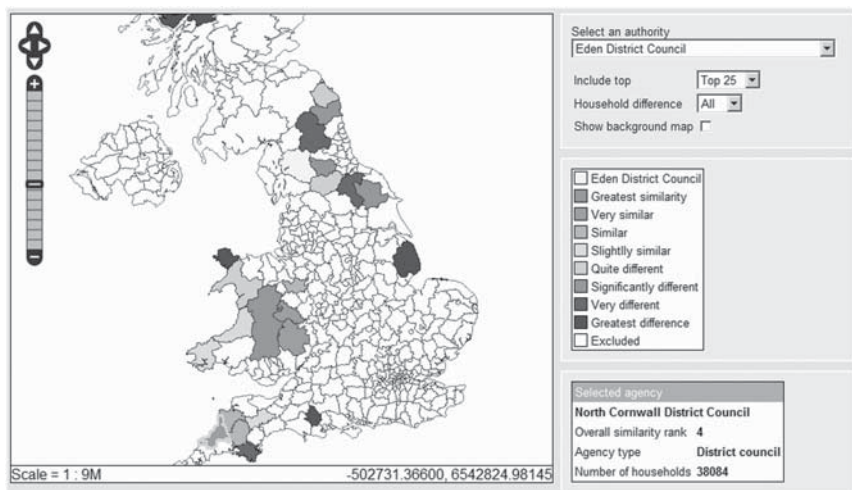 Select an authority
Eden District Council
Include top Top 25
Household difference All
Show background map
Eden District Council
Greatest similarity
Very similar
Similar
Slightlly similar
Quite different
Significantly different
Very different
Greatest difference
Excluded
Selected agency
North Cornwall District Council
Overall similarity rank 4
Agency type District council
Number of households 38084
Scale = 1 : 9M -502731.36600, 6542824.98145